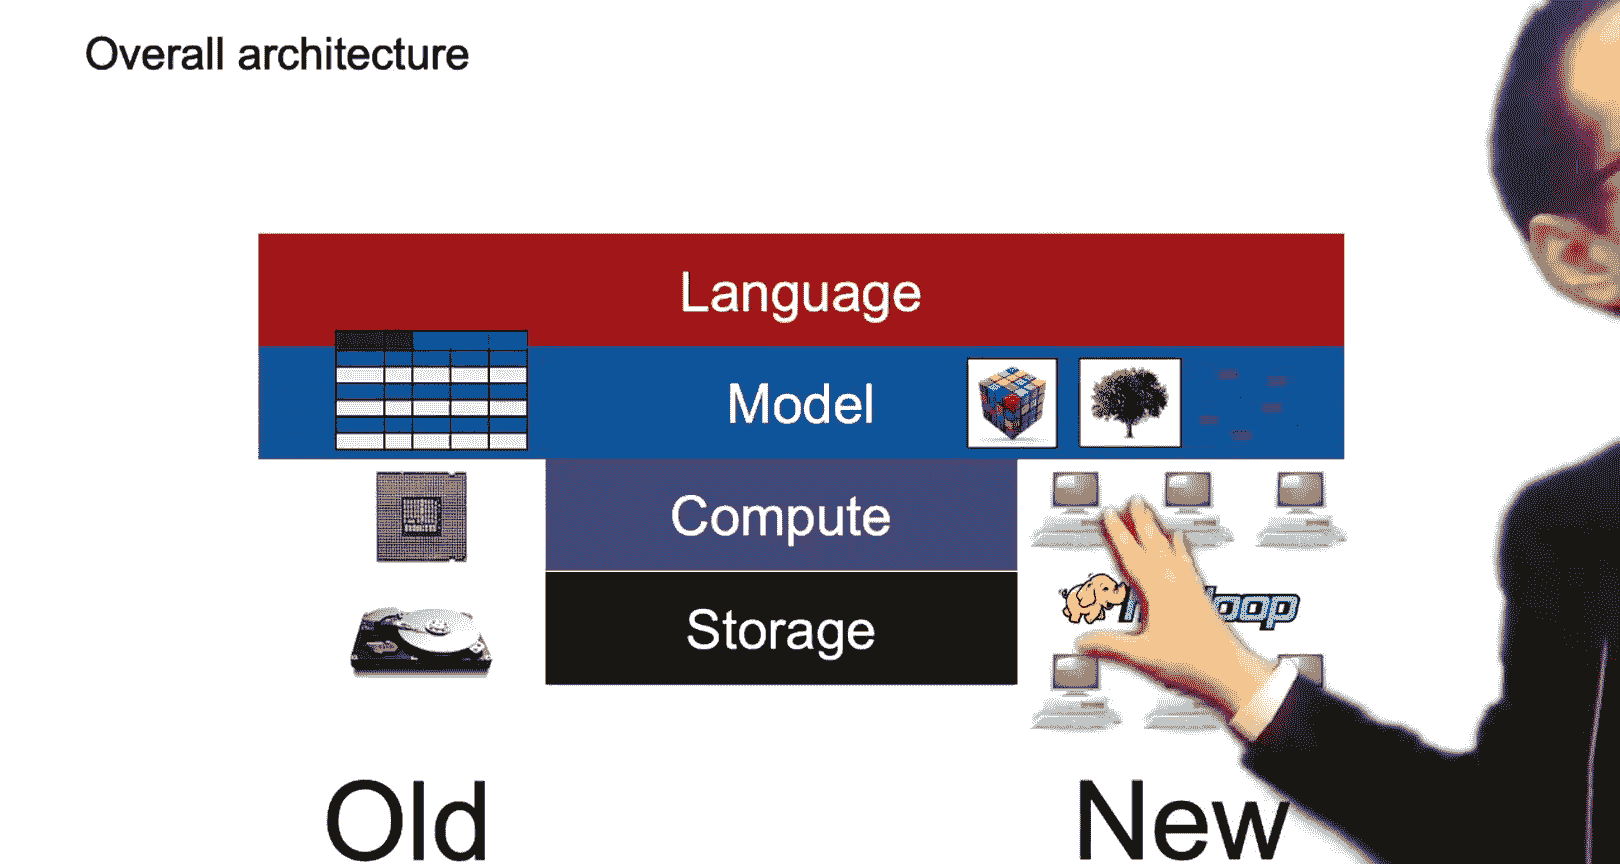 Overall architecture
Language
Model
Compute
Storage
Old
New